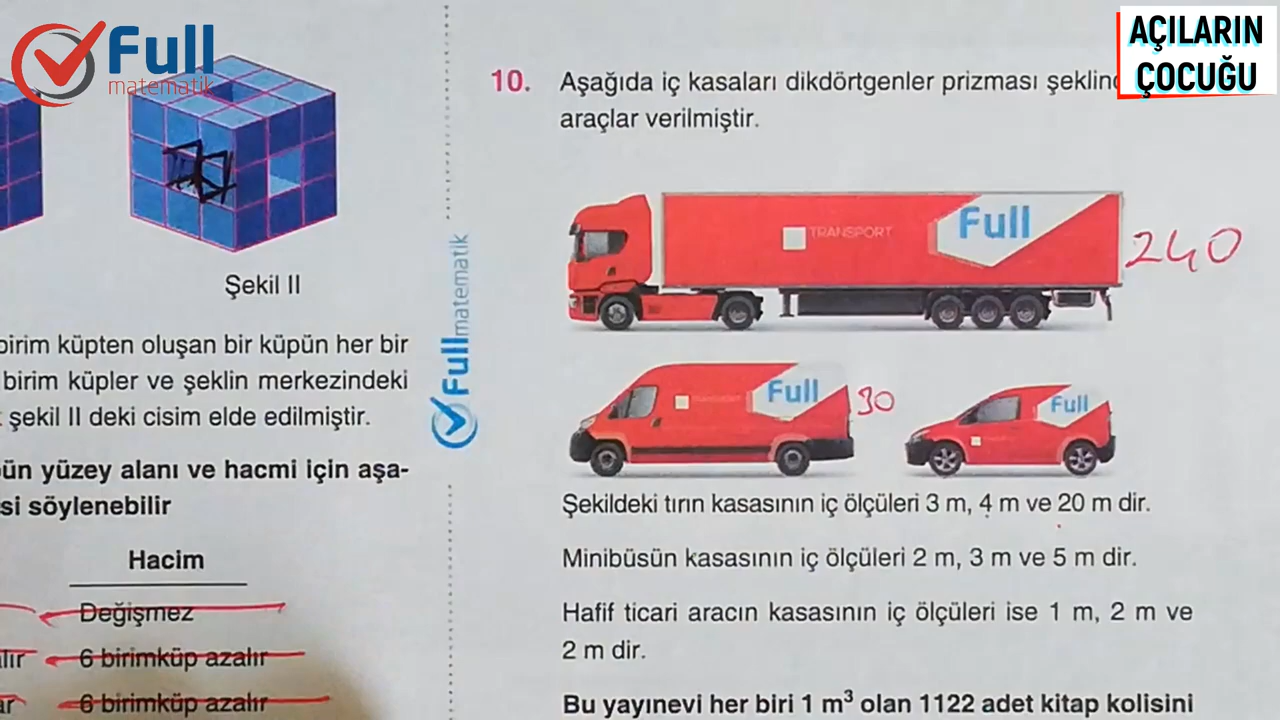 Full
matematik
AÇILARIN
ÇOCUĞU
Şekil II
birim küpten oluşan bir küpün her bir
birim küpler ve şeklin merkezindeki
şekil II deki cisim elde edilmiştir.
yüzey alanı ve hacmi için aşa-
söylenebilir
Hacim
Değişmez
6 birimküp azalır
6 birimküp azalır
Fullmatematik
10. Aşağıda iç kasaları dikdörtgenler prizması
araçlar verilmiştir.
TRANSPORT
Full
240
Full
30
Full
Şekildeki tırın kasasının iç ölçüleri 3 m, 4 m ve 20 m dir.
Minibüsün kasasının iç ölçüleri 2 m, 3 m ve 5 m dir.
Hafif ticari aracın kasasının iç ölçüleri ise 1 m, 2 m ve
2 m dir.
Bu yayınevi her biri 1 m³ olan 1122 adet kitap kolisini